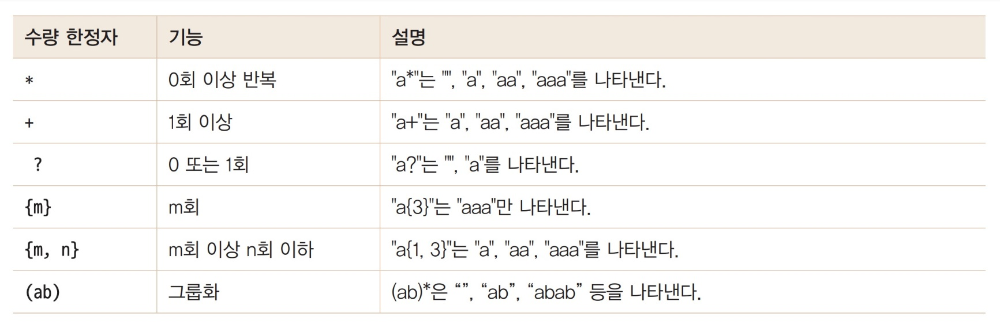 수량 한정자 기능 설명
* 0회 이상 반복 "a*"는 "", "a", "aa", "aaa"를 나타낸다.
+ 1회 이상 "a+"는 "a", "aa", "aaa"를 나타낸다.
? 0 또는 1회 "a?"는 "", "a"를 나타낸다.
{m} m회 "a{3}"는 "aaa"만 나타낸다.
{m, n} m회 이상 n회 이하 "a{1, 3}"는 "a", "aa", "aaa"를 나타낸다.
(ab) 그룹화 (ab)*은 “”, “ab”, “abab” 등을 나타낸다.